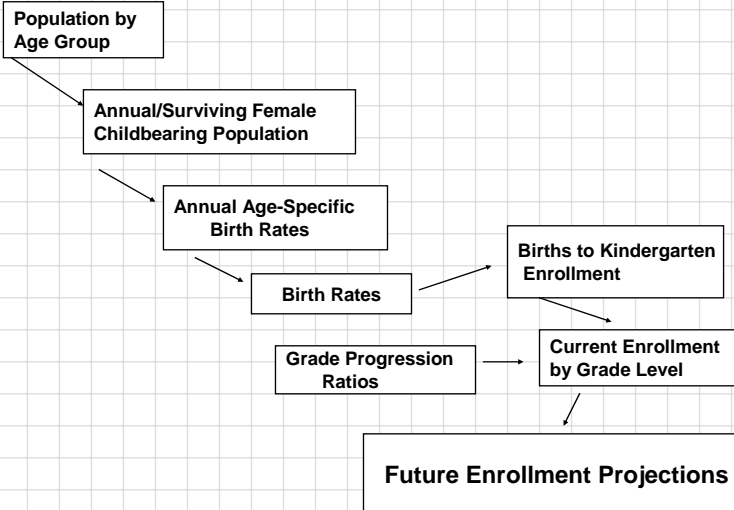 Population by
Age Group
Annual/Surviving Female
Childbearing Population
Annual Age-Specific
Birth Rates
Births to Kindergarten
Enrollment
Birth Rates
Grade Progression
Ratios
Current Enrollment
by Grade Level
Future Enrollment Projections